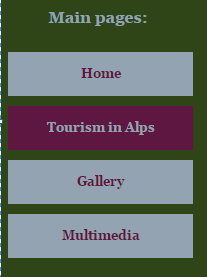 Main pages:
Home
Tourism in Alps
Gallery
Multimedia